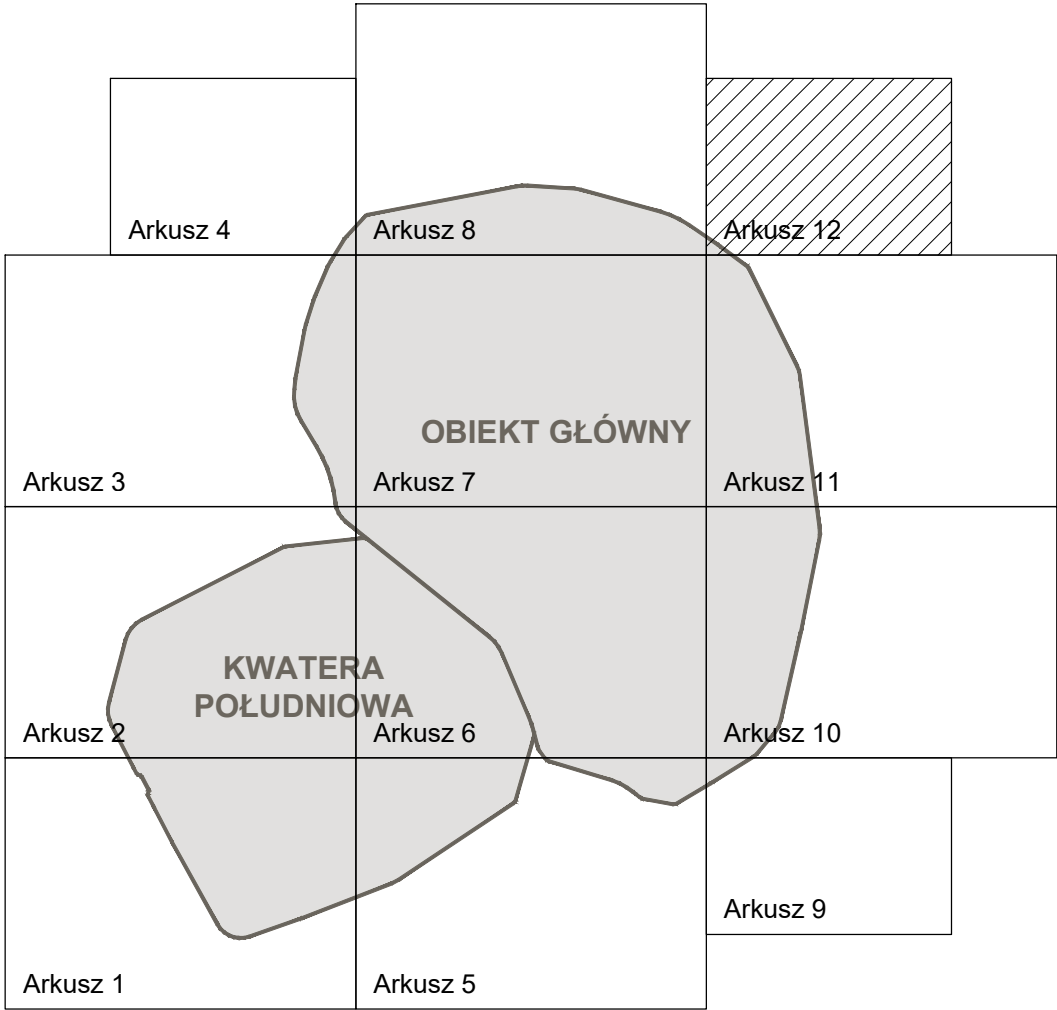 Arkusz 4
Arkusz 8
Arkusz 12
OBIEKT GŁÓWNY
Arkusz 3
Arkusz 7
Arkusz 11
KWATERA
POŁUDNIOWA
Arkusz 2
Arkusz 6
Arkusz 10
Arkusz 9
Arkusz 1
Arkusz 5